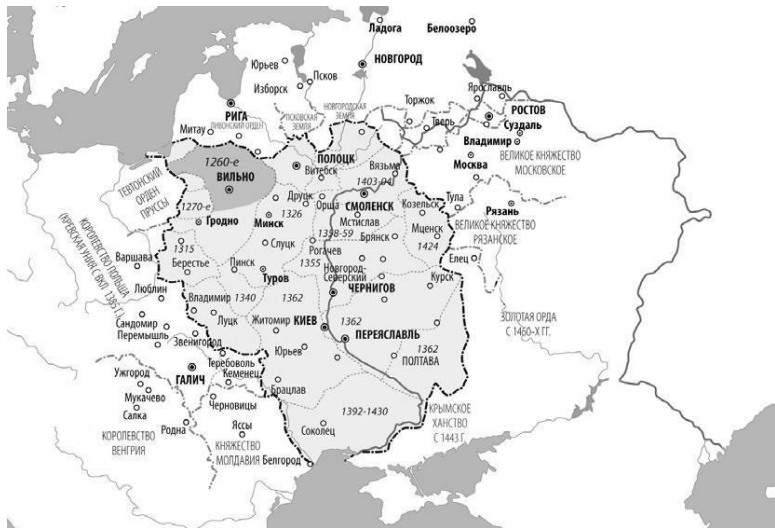 Ладога
Белоозеро
НОВГОРОД
Юрьев
Псков
Изборск
Ярославль
Торжок
РОСТОВ
РИГА
ЛИВОНСКИЙ ОРДЕН
ПСКОВСКАЯ
ЗЕМЛЯ
НОВГОРОДСКАЯ
ЗЕМЛЯ
Тверь
Суздаль
Митау
Владимир
ВЕЛИКОЕ КНЯЖЕСТВО
МОСКОВСКОЕ
Москва
1260-е
ВИЛЬНО
ПОЛОЦК
Витебск
Вязьма
1403-04
ТЕВТОНСКИЙ
ОРДЕН
ПРУССЫ
1270-е
Друцк
Орша
СМОЛЕНСК
Козельск
Тула
Рязань
ВЕЛИКОЕ КНЯЖЕСТВО
РЯЗАНСКОЕ
Гродно
Минск
1326
Мстислав
1358-59
Брянск
Мценск
1424
КОРОЛЕВСТВО ПОЛЬША
(КРЕВСКАЯ УНИЯ С ВКЛ 1385 Г.)
1315
Слуцк
Рогачев
1355
Елец
Варшава
Берестье
Пинск
Туров
Новгород-
Северский
Курск
Люблин
ЧЕРНИГОВ
Владимир
1340
1362
ЗОЛОТАЯ ОРДА
С 1460-Х ГГ.
Сандомир
Луцк
Житомир
КИЕВ
1362
Перемышль
Звенигород
ПЕРЕЯСЛАВЛЬ
Юрьев
1362
ПОЛТАВА
Теребовль
Ужгород
ГАЛИЧ
Каменец
Мукачево
Брацлав
Салка
Черновицы
1392-1430
КРЫМСКОЕ
ХАНСТВО
С 1443 Г.
Родна
Яссы
Соколец
КОРОЛЕВСТВО
ВЕНГРИЯ
КНЯЖЕСТВО
МОЛДАВИЯ
Белгород